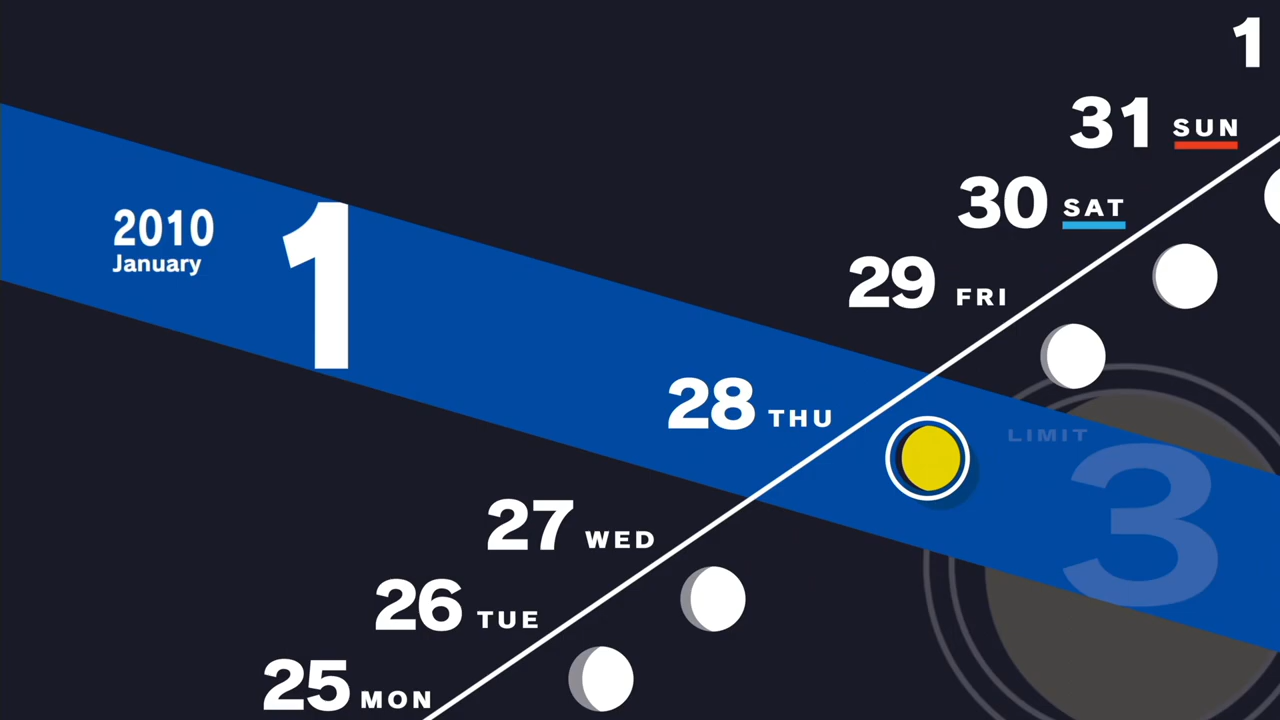 1
31 SUN
30 SAT
29 FRI
28 THU
27 WED
26 TUE
25 MON
2010
January
1
LIMIT
3